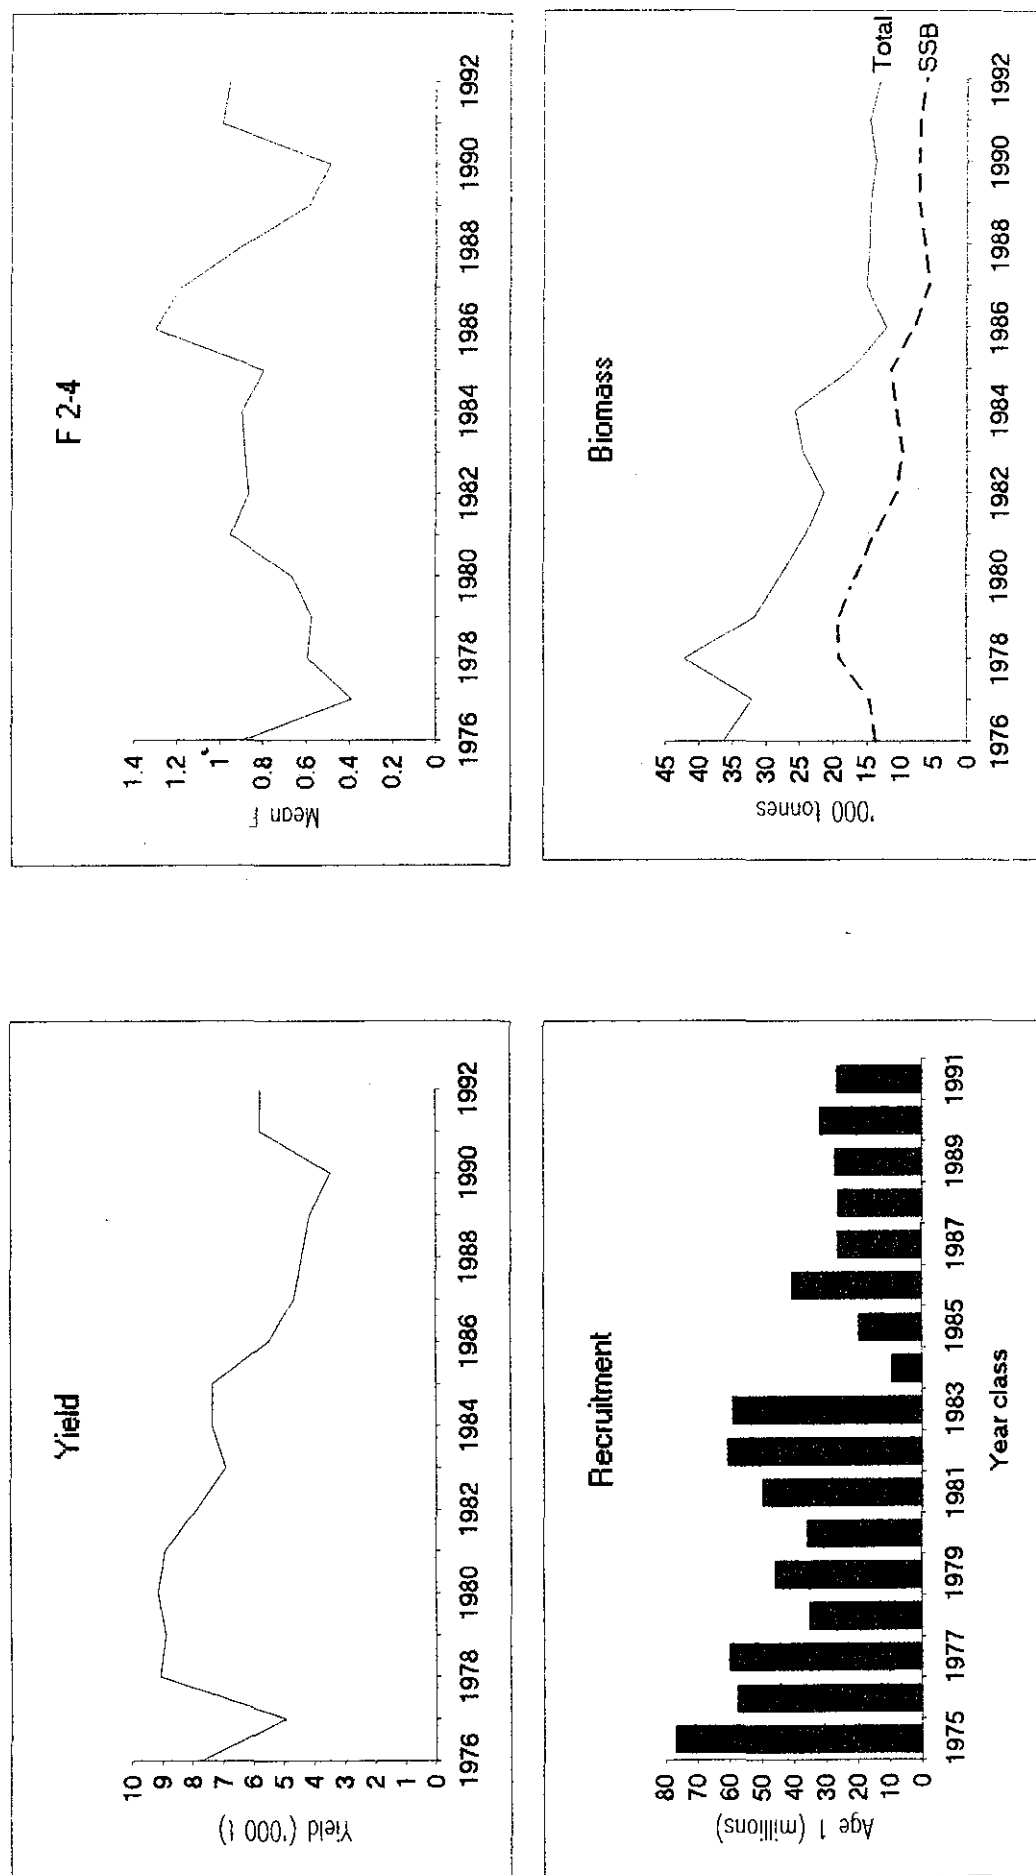 Yield
Yield ('000 t)
10
9
8
7
6
5
4
3
2
1
0
1976 1978 1980 1982 1984 1986 1988 1990 1992
F 2-4
Mean F
1.4
1.2
1
0.8
0.6
0.4
0.2
0
1976 1978 1980 1982 1984 1986 1988 1990 1992
Recruitment
Age 1 (millions)
80
70
60
50
40
30
20
10
0
1975 1977 1979 1981 1983 1985 1987 1989 1991
Year class
Biomass
'000 tonnes
45
40
35
30
25
20
15
10
5
0
Total
SSB
1976 1978 1980 1982 1984 1986 1988 1990 1992